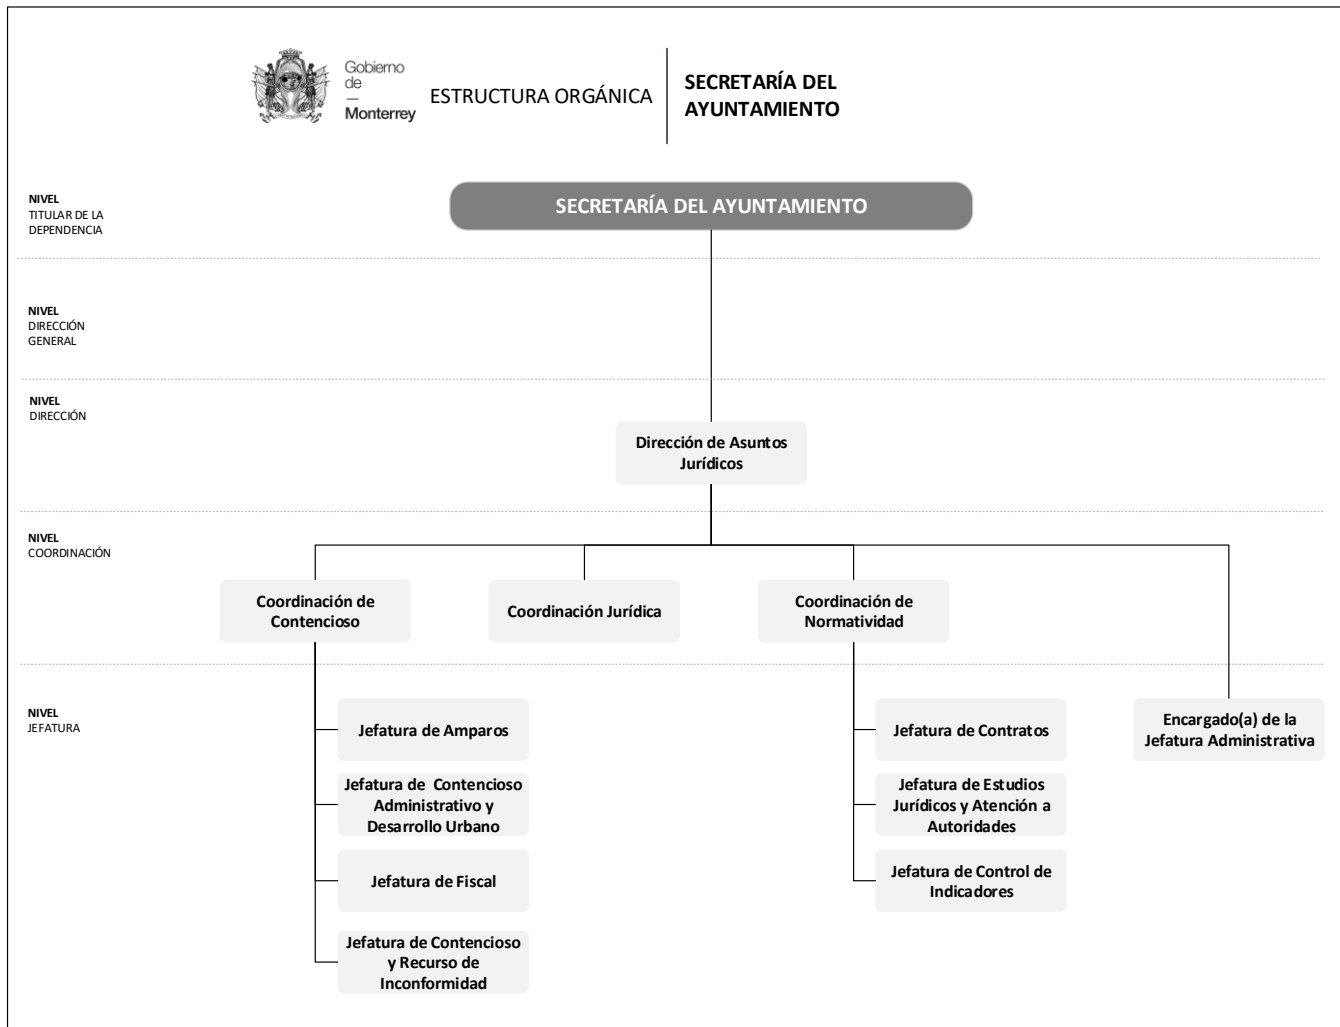 Gobierno
de
—
Monterrey
ESTRUCTURA ORGÁNICA
SECRETARÍA DEL
AYUNTAMIENTO
NIVEL
TITULAR DE LA
DEPENDENCIA
SECRETARÍA DEL AYUNTAMIENTO
NIVEL
DIRECCIÓN
GENERAL
NIVEL
DIRECCIÓN
Dirección de Asuntos
Jurídicos
NIVEL
COORDINACIÓN
Coordinación de
Contencioso
Coordinación Jurídica
Coordinación de
Normatividad
NIVEL
JEFATURA
Jefatura de Amparos
Jefatura de Contencioso
Administrativo y
Desarrollo Urbano
Jefatura de Fiscal
Jefatura de Contencioso
y Recurso de
Inconformidad
Jefatura de Contratos
Jefatura de Estudios
Jurídicos y Atención a
Autoridades
Jefatura de Control de
Indicadores
Encargado(a) de la
Jefatura Administrativa